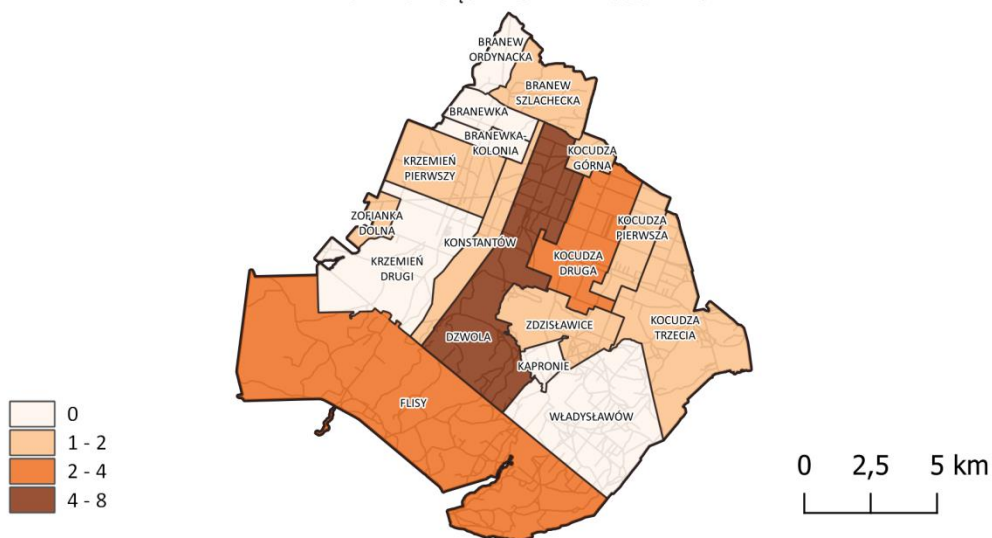 BRANEW
ORDYNACKA
BRANEW
SZLACHECKA
BRANEWKA
BRANEWKA-
KOLONIA
KOCUDZA
GÓRNA
KRZEMIEŃ
PIERWSZY
ZOFIANKA
DOLNA
KOCUDZA
PIERWSZA
KONSTANTÓW
KOCUDZA
DRUGA
KRZEMIEŃ
DRUGI
KOCUDZA
TRZECIA
ZDZISŁAWICE
DZWOLA
KAPRONIE
FLISY
WŁADYSŁAWÓW
0
1 - 2
2 - 4
4 - 8
0 2,5 5 km